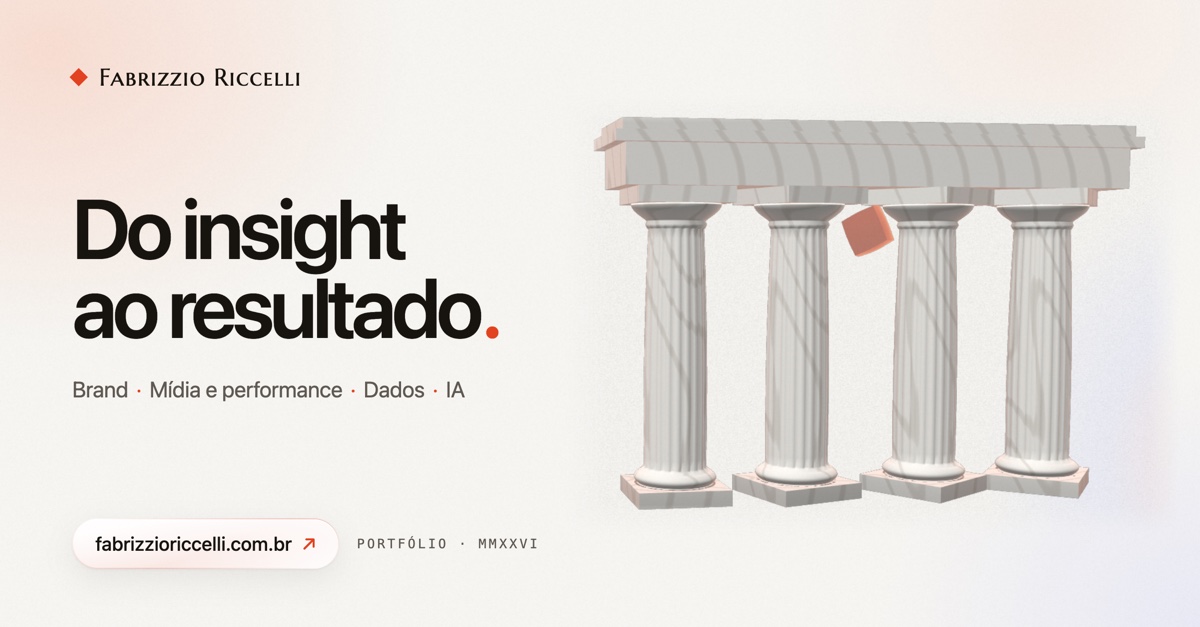 Fabrizzio Riccelli
Do insight
ao resultado.
Brand · Mídia e performance · Dados · IA
fabrizzioriccelli.com.br ↗
PORTFÓLIO · MMXXVI